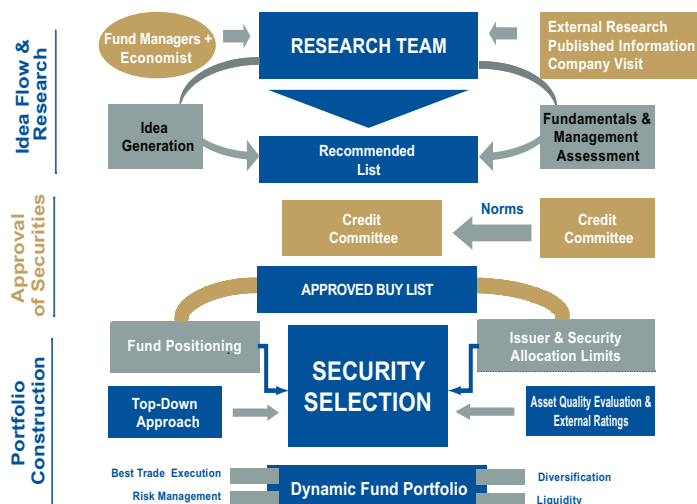 Idea Flow &
Research
Fund Managers +
Economist
RESEARCH TEAM
External Research
Published Information
Company Visit
Idea
Generation
Recommended
List
Fundamentals &
Management
Assessment
Approval
of Securities
Credit
Committee
Norms
Credit
Committee
APPROVED BUY LIST
Portfolio
Construction
Fund Positioning
SECURITY
SELECTION
Issuer & Security
Allocation Limits
Top-Down
Approach
Asset Quality Evaluation &
External Ratings
Best Trade Execution
Risk Management
Dynamic Fund Portfolio
Diversification
Liquidity